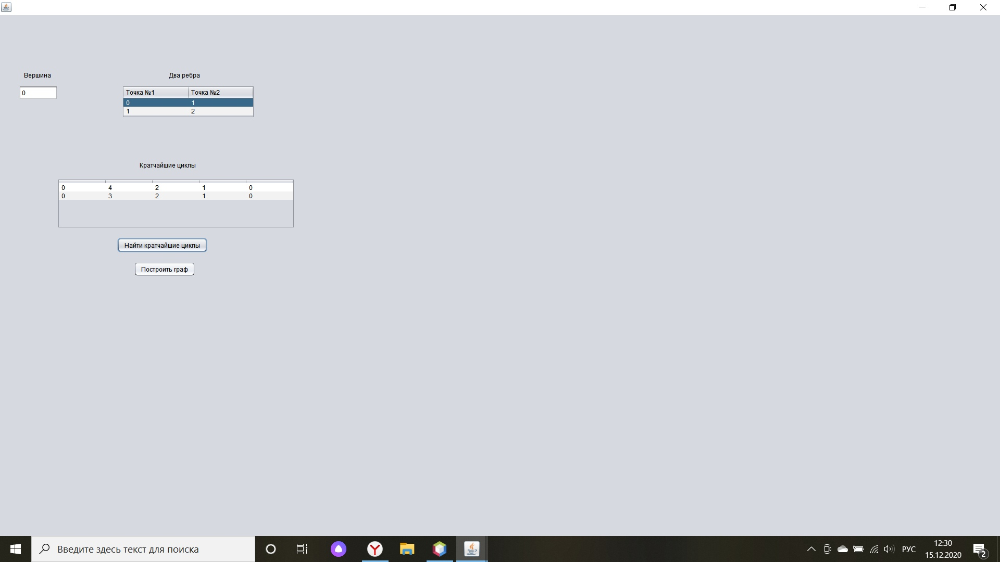 Вершина Два ребра
0
Точка №1 Точка №2
0 1
1 2
Кратчайшие циклы
0 4 2 1 0
0 3 2 1 0
Найти кратчайшие циклы
Построить граф
Введите здесь текст для поиска
РУС
12:30
15.12.2020
2